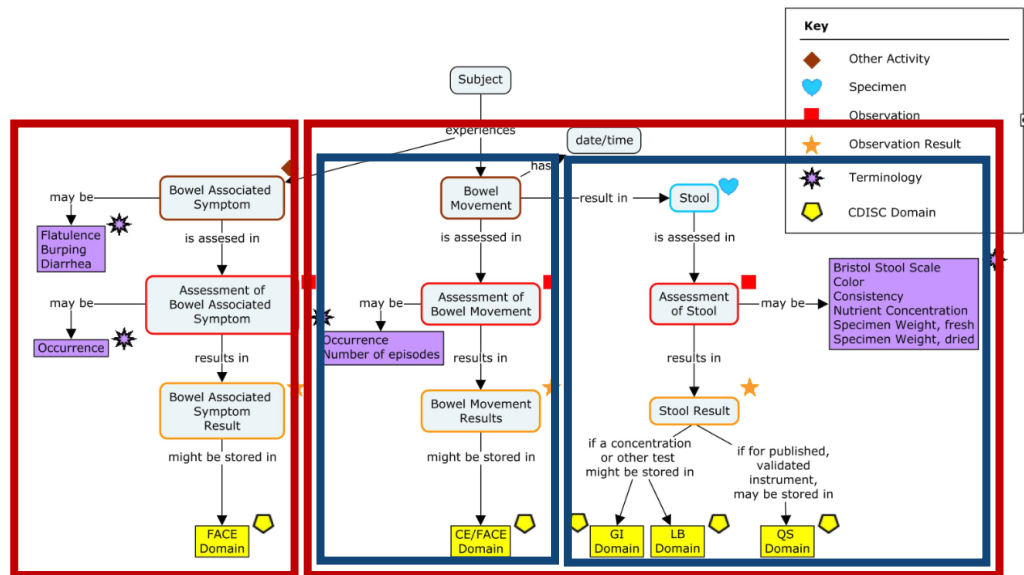 Key
Other Activity
Specimen
Observation
Observation Result
Terminology
CDISC Domain
Subject
experiences
date/time
has
Bowel Associated
Symptom
may be
Flatulence
Burping
Diarrhea
is assesed in
Assessment of
Bowel Associated
Symptom
may be
Occurrence
results in
Bowel Associated
Symptom
Result
might be stored in
FACE
Domain
Bowel
Movement
is assessed in
Assessment of
Bowel Movement
may be
Occurrence
Number of episodes
results in
Bowel Movement
Results
might be stored in
CE/FACE
Domain
result in
Stool
is assessed in
Assessment
of Stool
may be
Bristol Stool Scale
Color
Consistency
Nutrient Concentration
Specimen Weight, fresh
Specimen Weight, dried
results in
Stool Result
if a concentration
or other test
might be stored in
if for published,
validated
instrument,
may be stored in
GI
Domain
LB
Domain
QS
Domain